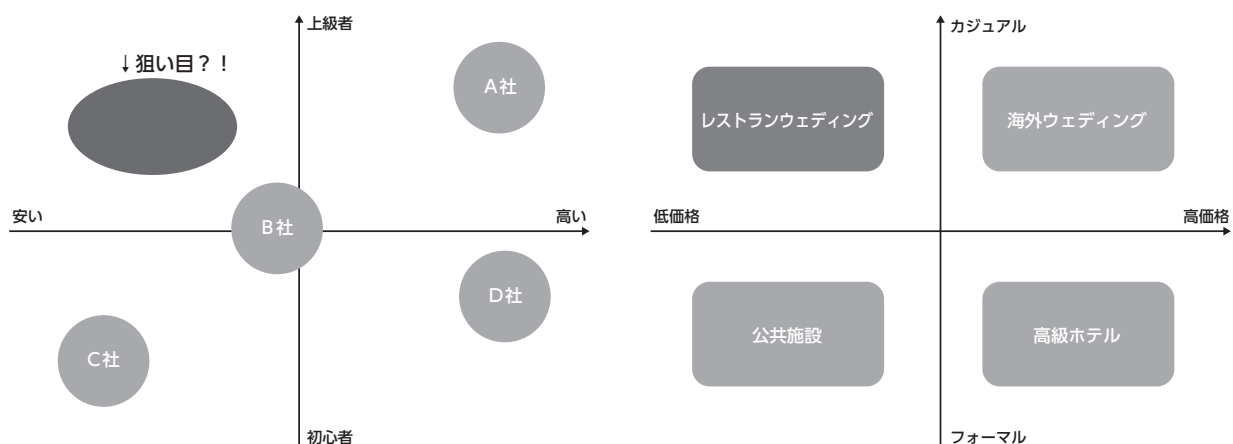 上級者
↓狙い目？！
A社
安い
高い
B社
D社
C社
初心者
カジュアル
レストランウェディング
海外ウェディング
低価格
高価格
公共施設
高級ホテル
フォーマル